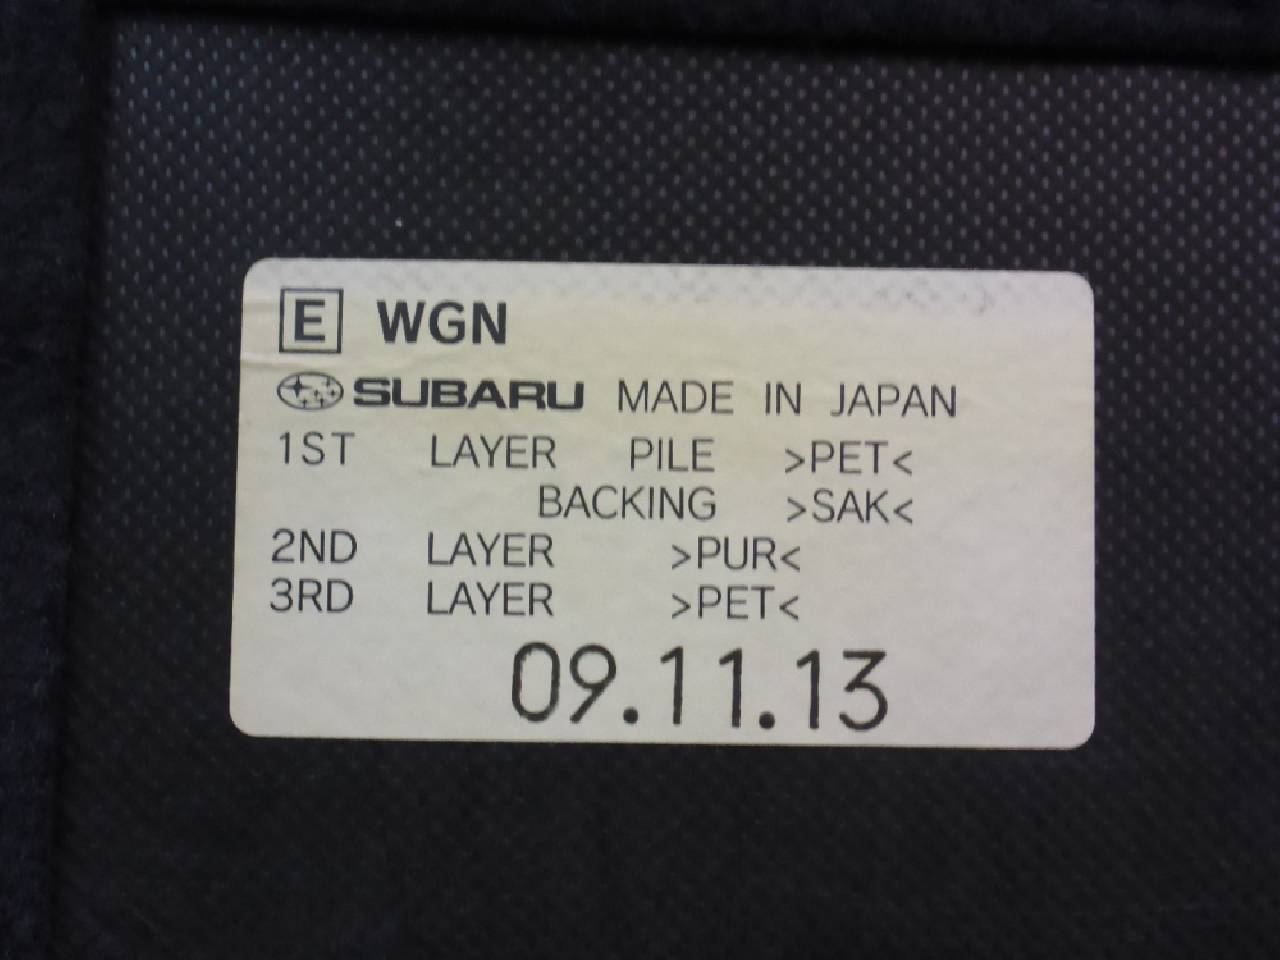 E WGN
SUBARU MADE IN JAPAN
1ST LAYER PILE >PET<
BACKING >SAK<
2ND LAYER >PUR<
3RD LAYER >PET<
09.11.13